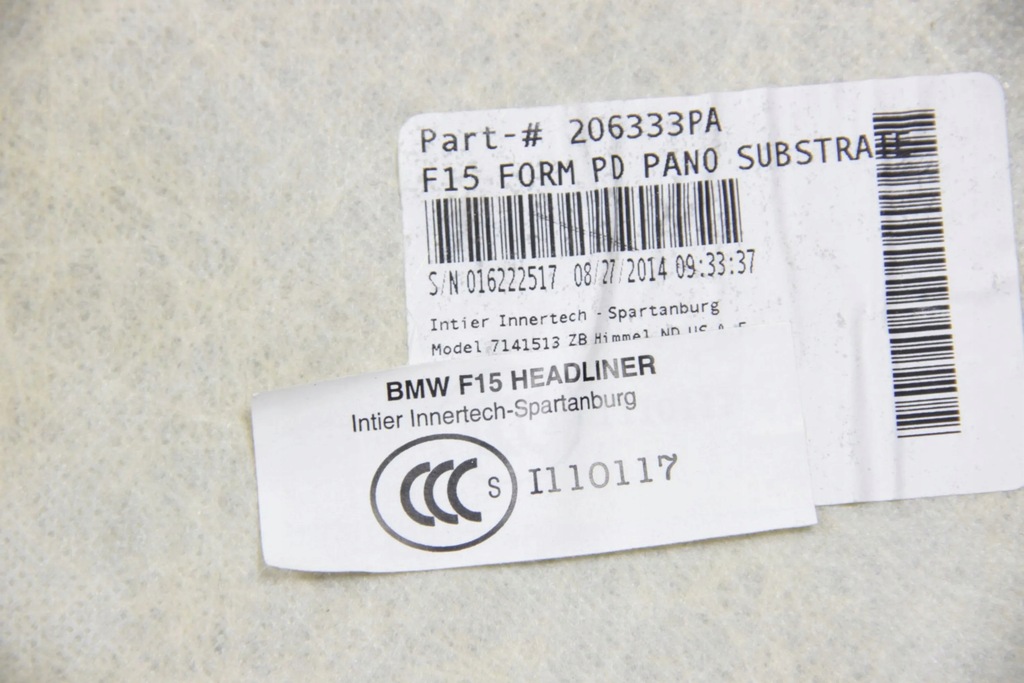 Part-# 206333PA
F15 FORM PD PANO SUBSTRATE
S/N 016222517 08/27/2014 09:33:37
Intier Innertech - Spartanburg
Model 7141513 ZB Himmel ND US A
BMW F15 HEADLINER
Intier Innertech-Spartanburg
CCC S I110117